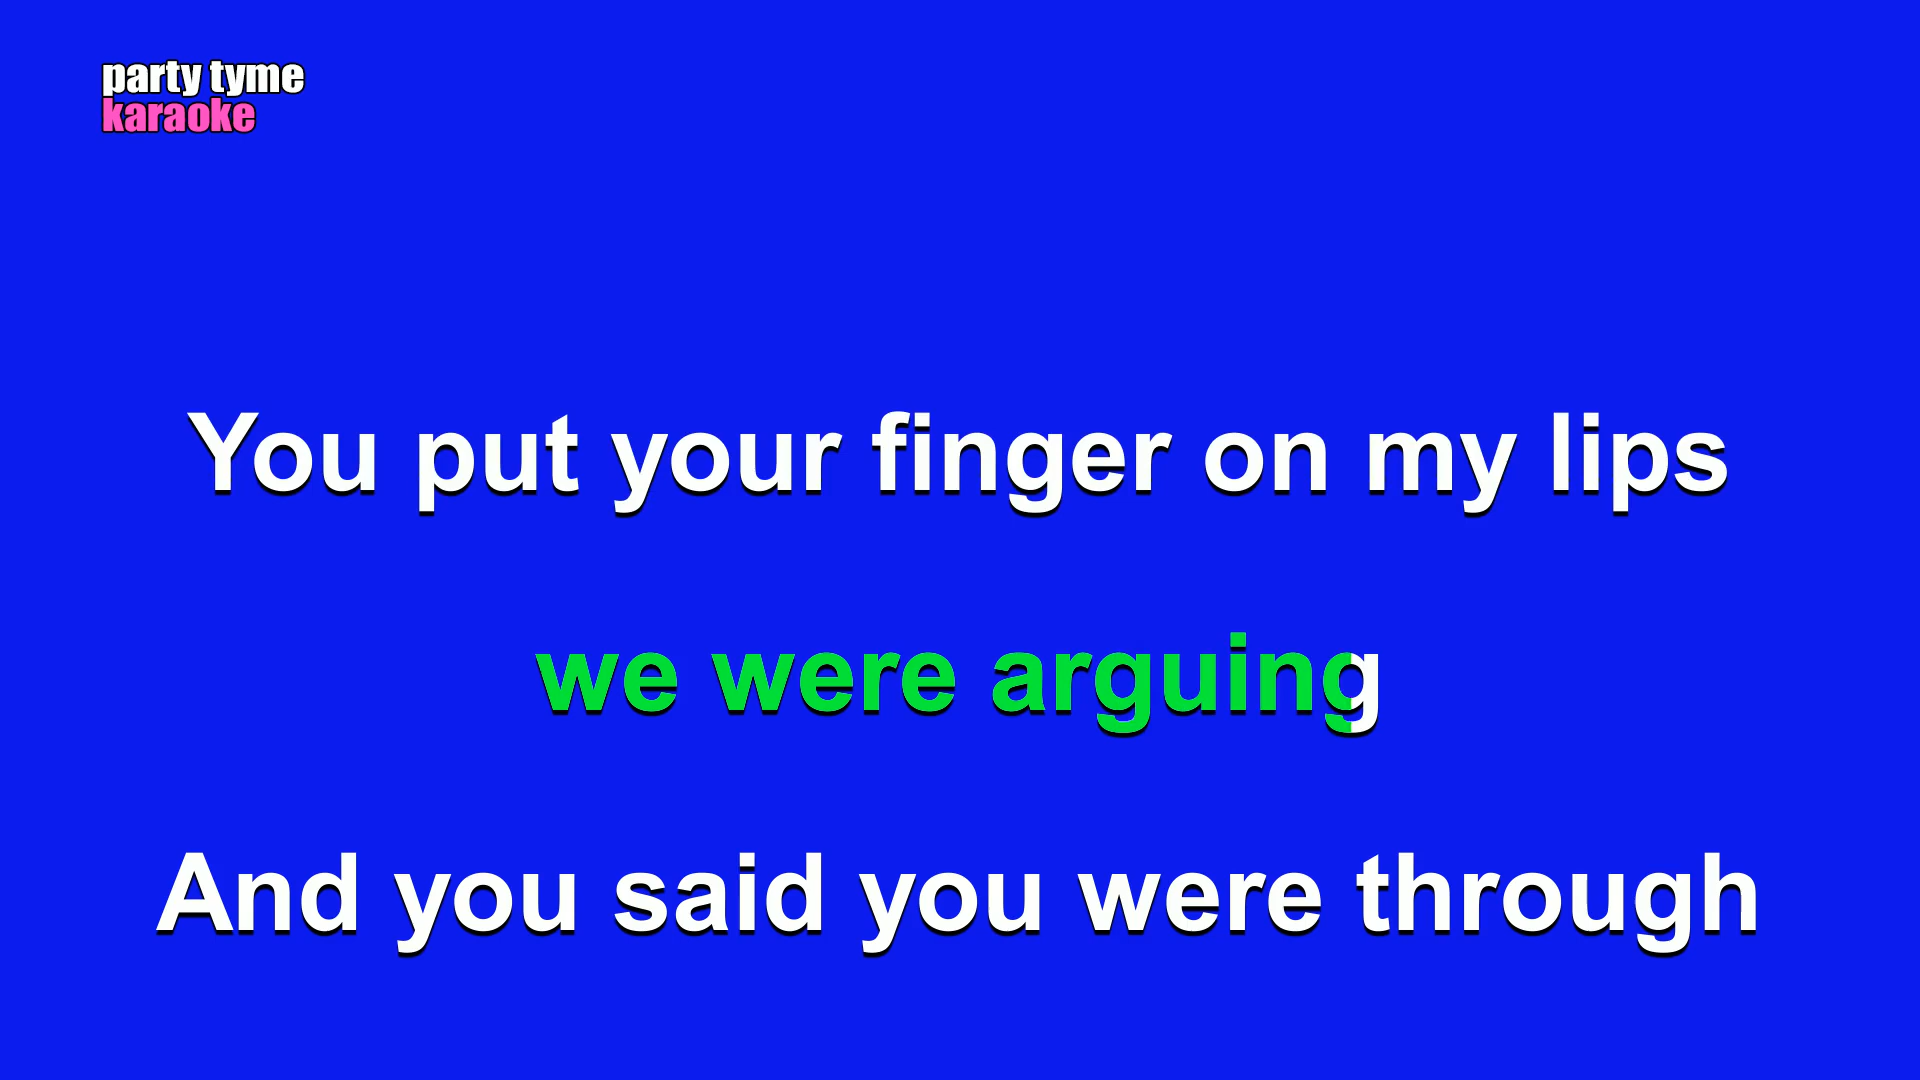 party tyme
karaoke
You put your finger on my lips
we were arguing
And you said you were through